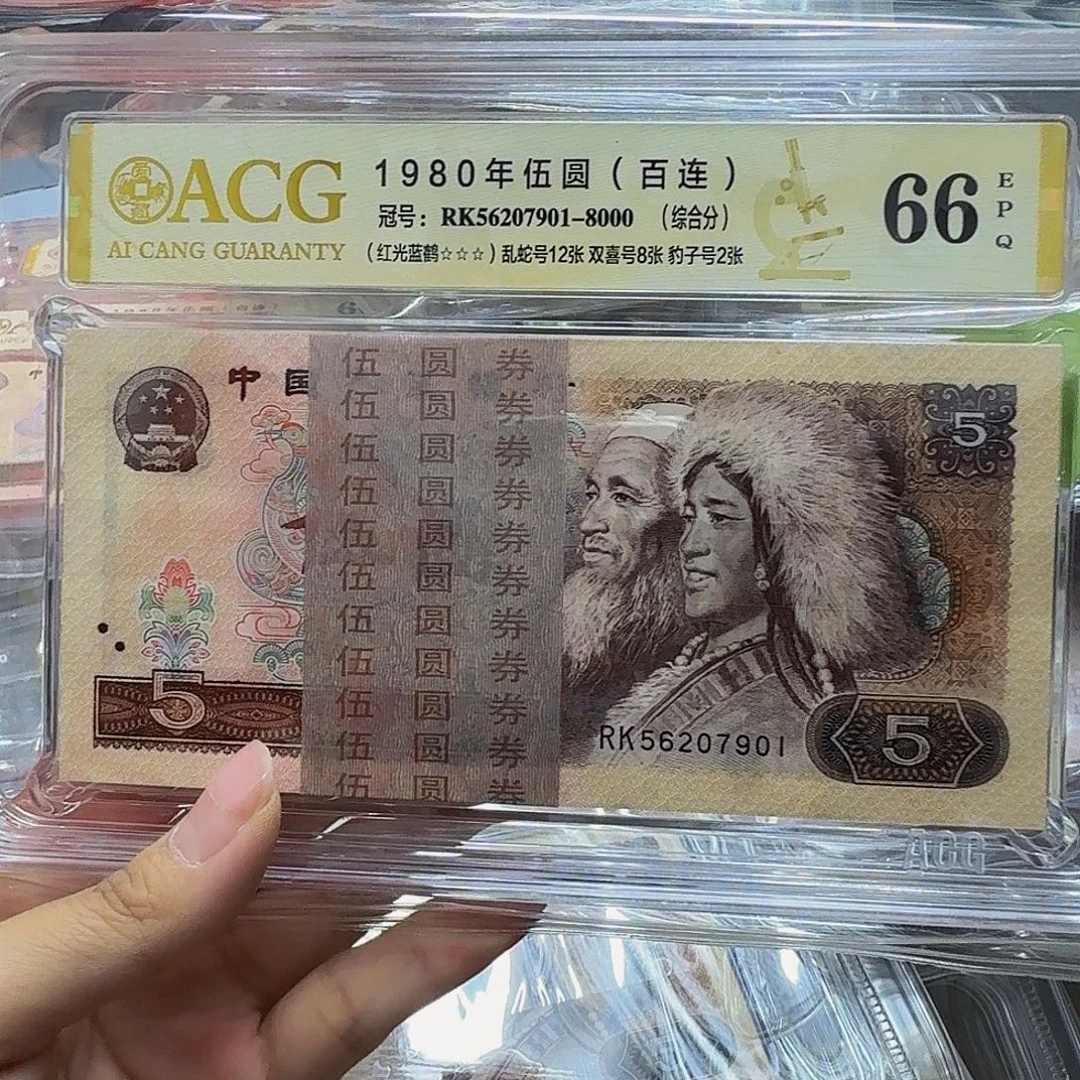 ACG
AI CANG GUARANTY
1980年伍圆（百连）
冠号：RK56207901-8000 （综合分）
（红光蓝鹤☆☆☆）乱蛇号12张 双喜号8张 豹子号2张
66
EPQ
中国
伍 圆 券
伍 圆 券
伍 圆 券
伍 圆 券
伍 圆 券
伍 圆 券
伍 圆 券
伍 圆 券
伍 圆 券
伍 圆 券
伍 圆 券
5
5
RK56207901
5
ACG